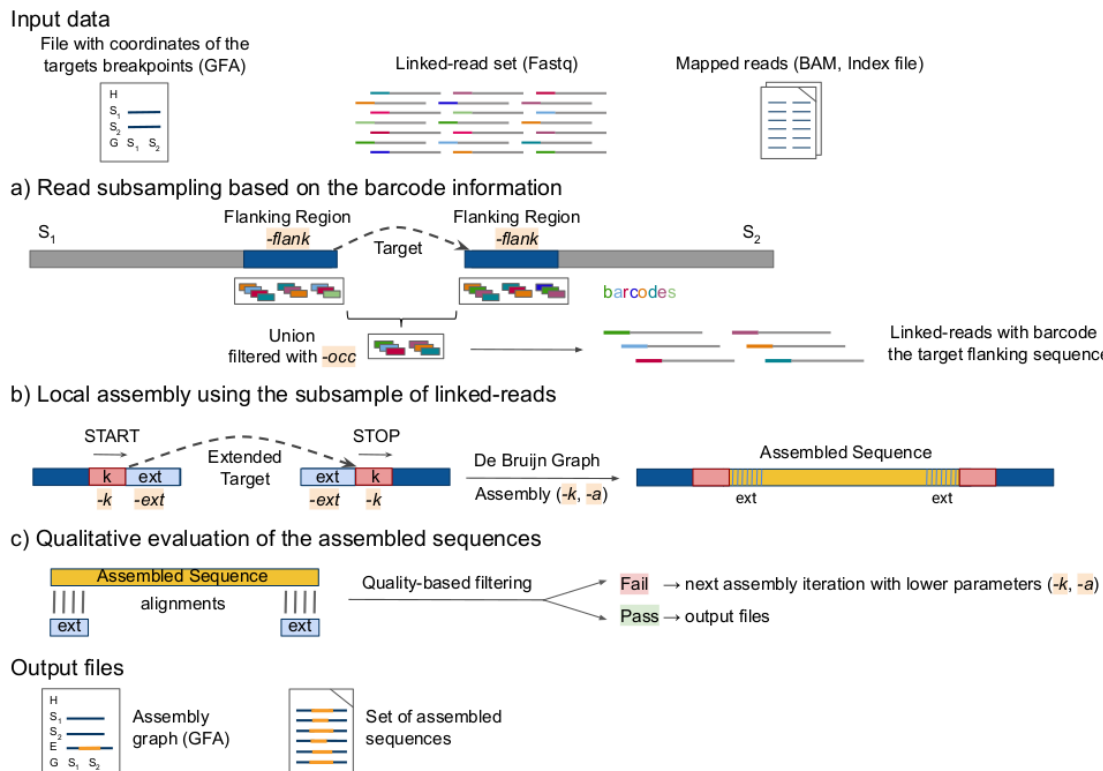 Input data
File with coordinates of the
targets breakpoints (GFA)
Linked-read set (Fastq)
Mapped reads (BAM, Index file)
H
S1
S2
G S1 S2
a) Read subsampling based on the barcode information
S1
Flanking Region
-flank
Target
Flanking Region
-flank
S2
barcodes
Union
filtered with -occ
Linked-reads with barcode
the target flanking sequence
b) Local assembly using the subsample of linked-reads
START
STOP
k ext
Extended
Target
ext k
-k -ext
-ext -k
De Bruijn Graph
Assembly (-k, -a)
Assembled Sequence
ext
ext
c) Qualitative evaluation of the assembled sequences
Assembled Sequence
alignments
ext
ext
Quality-based filtering
Fail → next assembly iteration with lower parameters (-k, -a)
Pass → output files
Output files
H
S1
S2
E
G S1 S2
Assembly
graph (GFA)
Set of assembled
sequences